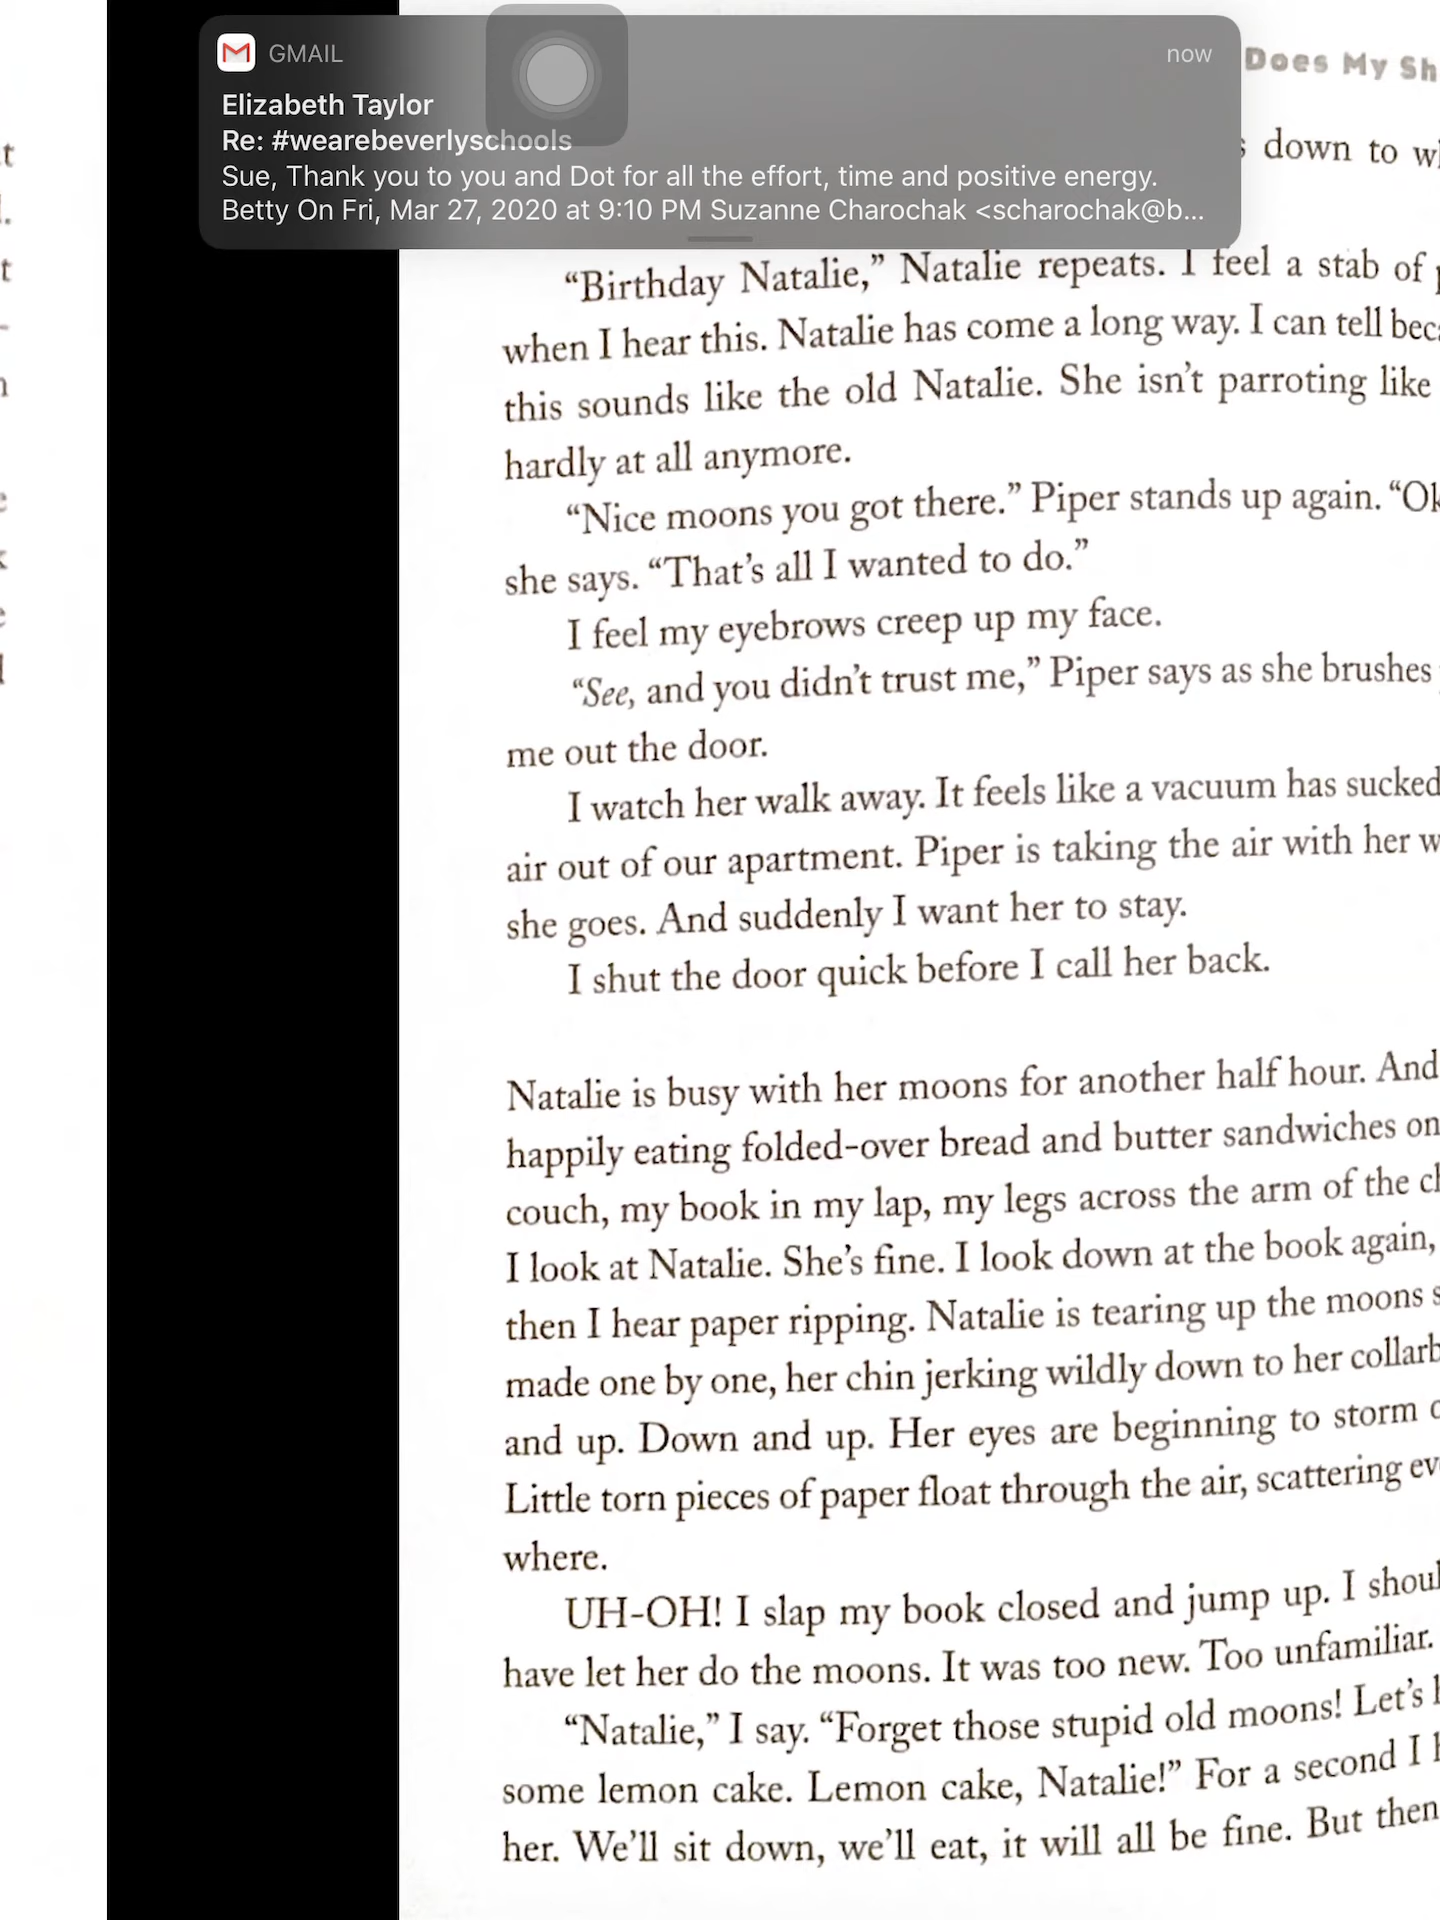 GMAIL
now
Elizabeth Taylor
Re: #wearebeverlyschools
Sue, Thank you to you and Dot for all the effort, time and positive energy.
Betty On Fri, Mar 27, 2020 at 9:10 PM Suzanne Charochak <scharochak@b...
Does My Sh
down to
“Birthday Natalie,” Natalie repeats. I feel a stab of
when I hear this. Natalie has come a long way. I can tell bec
this sounds like the old Natalie. She isn’t parroting like
hardly at all anymore.
“Nice moons you got there.” Piper stands up again. “Ok
she says. “That’s all I wanted to do.”
I feel my eyebrows creep up my face.
“See, and you didn’t trust me,” Piper says as she brushes
me out the door.
I watch her walk away. It feels like a vacuum has sucked
air out of our apartment. Piper is taking the air with her w
she goes. And suddenly I want her to stay.
I shut the door quick before I call her back.
Natalie is busy with her moons for another half hour. And
happily eating folded-over bread and butter sandwiches on
couch, my book in my lap, my legs across the arm of the ch
I look at Natalie. She’s fine. I look down at the book again,
then I hear paper ripping. Natalie is tearing up the moons s
made one by one, her chin jerking wildly down to her collarb
and up. Down and up. Her eyes are beginning to storm
Little torn pieces of paper float through the air, scattering ev
where.
UH-OH! I slap my book closed and jump up. I shoul
have let her do the moons. It was too new. Too unfamiliar.
“Natalie,” I say. “Forget those stupid old moons! Let’s
some lemon cake. Lemon cake, Natalie!” For a second I
her. We’ll sit down, we’ll eat, it will all be fine. But then